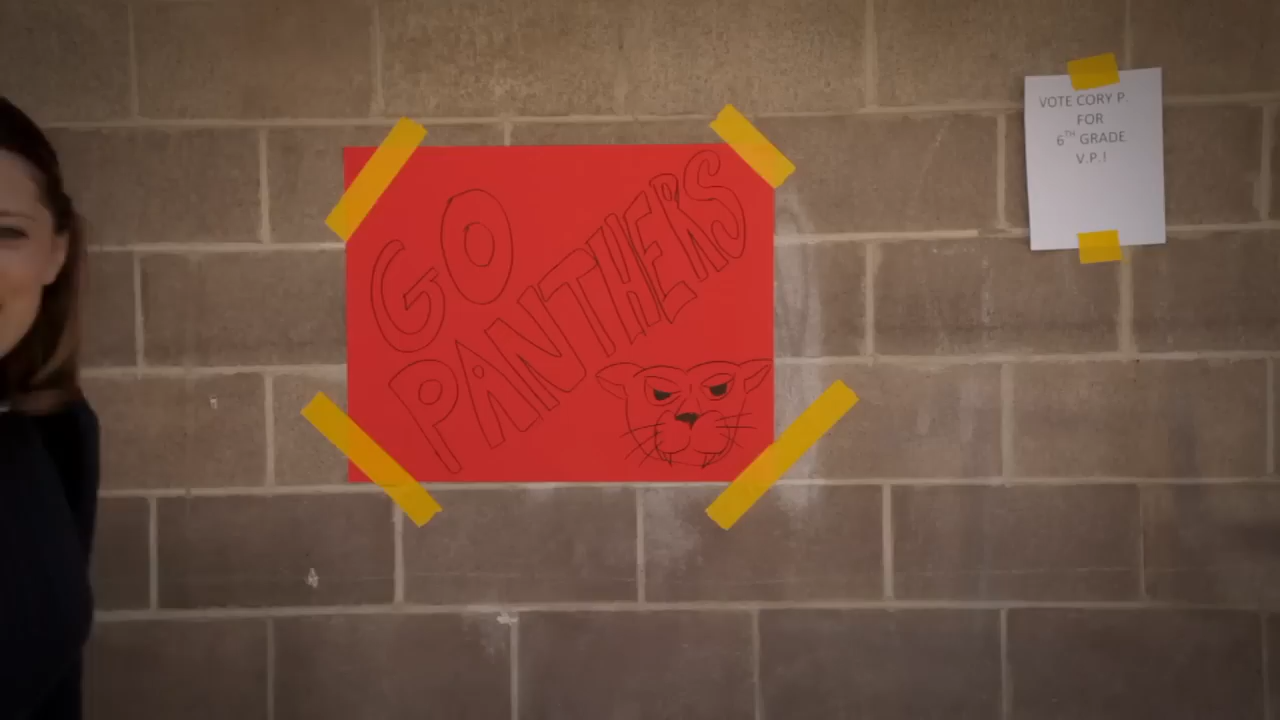 GO
PANTHERS
VOTE CORY P.
FOR
6TH GRADE
V.P.!